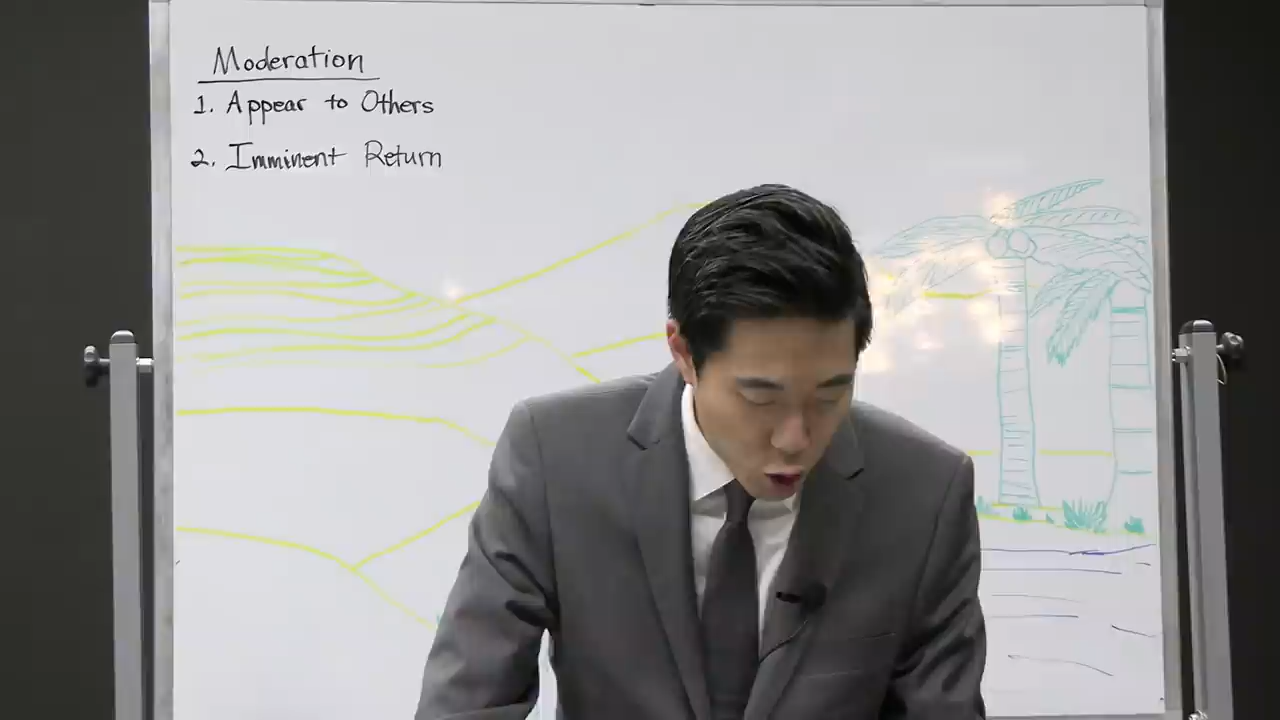 Moderation
1. Appear to Others
2. Imminent Return